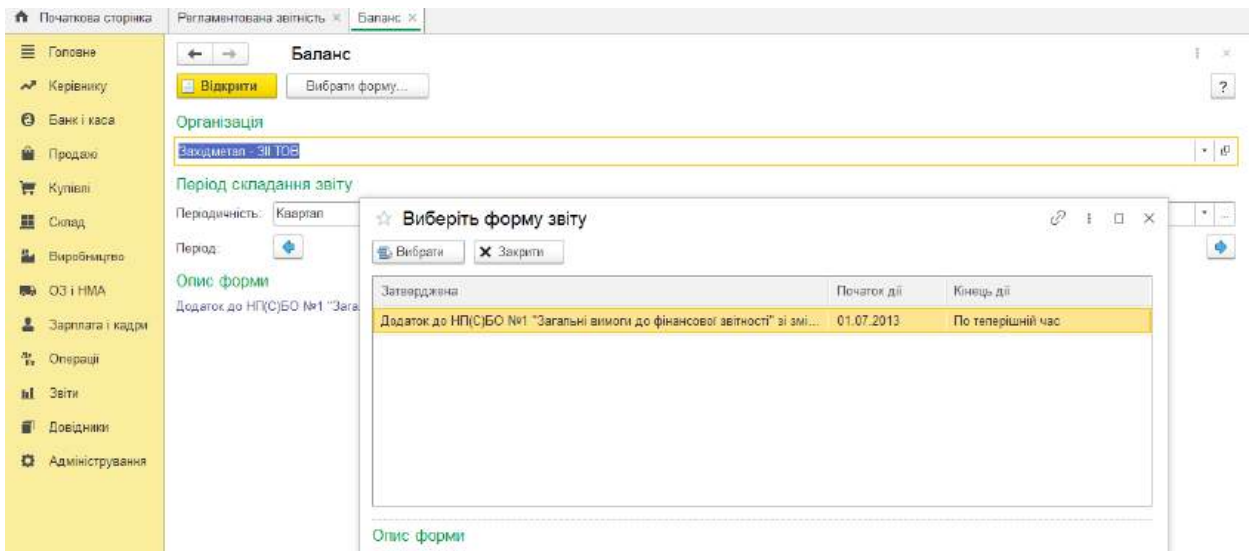 Початкова сторінка
Регламентована звітність ×
Баланс ×
Головне
Керівнику
Банк і каса
Продажі
Купівлі
Склад
Виробництво
ОЗ і НМА
Зарплата і кадри
Операції
Звіти
Довідники
Адміністрування
Баланс
Відкрити
Вибрати форму...
?
Організація
Західметал - ЗІІ ТОВ
Період складання звіту
Періодичність: Квартал
Період:
Опис форми
Додаток до НП(С)БО №1 "Зага
Виберіть форму звіту
Вибрати
Закрити
Затверджена Початок дії Кінець дії
Додаток до НП(С)БО №1 "Загальні вимоги до фінансової звітності" зі змі... 01.07.2013 По теперішній час
Опис форми